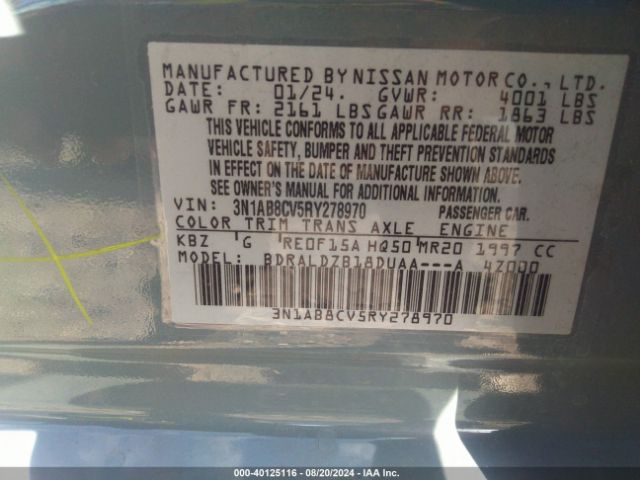 MANUFACTURED BY NISSAN MOTOR CO., LTD.
DATE: 01/24. GVWR: 4001 LBS
GAWR FR: 2161 LBS GAWR RR: 1863 LBS
THIS VEHICLE CONFORMS TO ALL APPLICABLE FEDERAL MOTOR
VEHICLE SAFETY, BUMPER AND THEFT PREVENTION STANDARDS
IN EFFECT ON THE DATE OF MANUFACTURE SHOWN ABOVE.
SEE OWNER'S MANUAL FOR ADDITIONAL INFORMATION.
VIN: 3N1AB8CV5RY278970 PASSENGER CAR.
COLOR TRIM TRANS AXLE ENGINE
KBZ 'G 'RE0F15A HQ50 MR20 1997 CC
MODEL: BDRALDZB18DUAA---A 4Z000
3N1AB8CV5RY278970
000-40125116 - 08/20/2024 - IAA Inc.